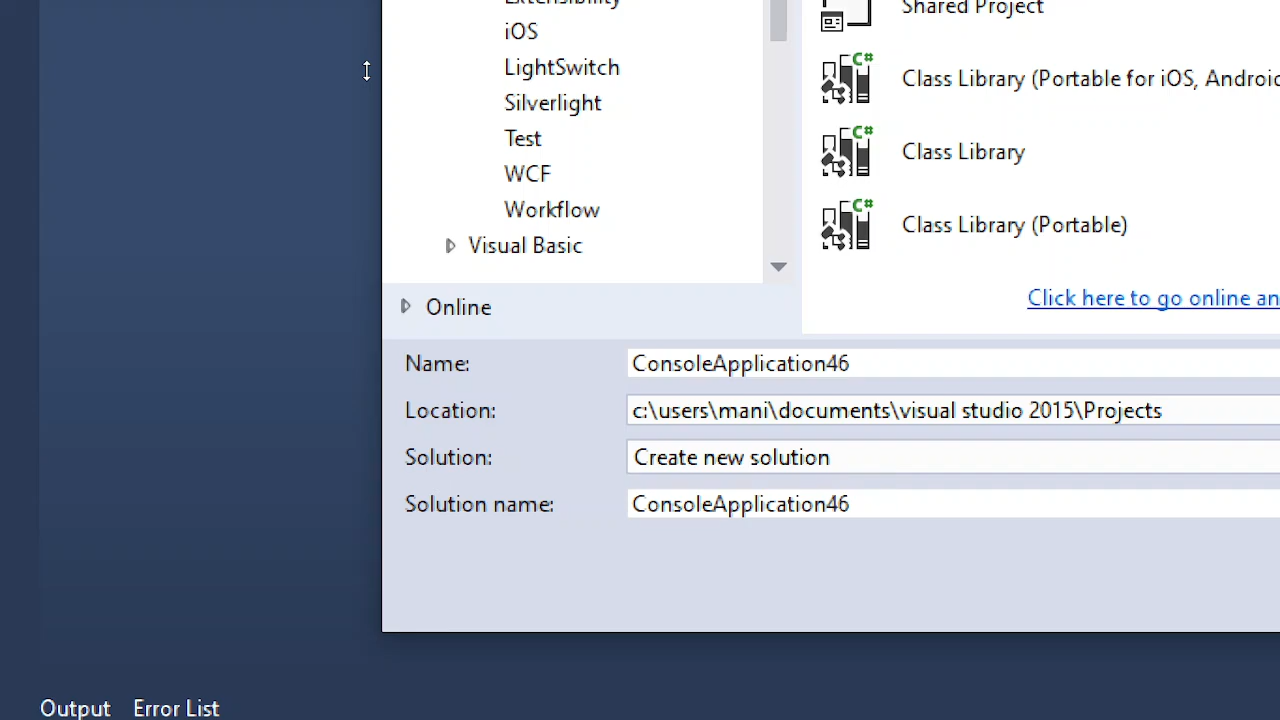 Extensibility
iOS
LightSwitch
Silverlight
Test
WCF
Workflow
Visual Basic
Online
Shared Project
C#
Class Library (Portable for iOS, Android
C#
Class Library
C#
Class Library (Portable)
Click here to go online an
Name: ConsoleApplication46
Location: c:\users\mani\documents\visual studio 2015\Projects
Solution: Create new solution
Solution name: ConsoleApplication46
Output Error List